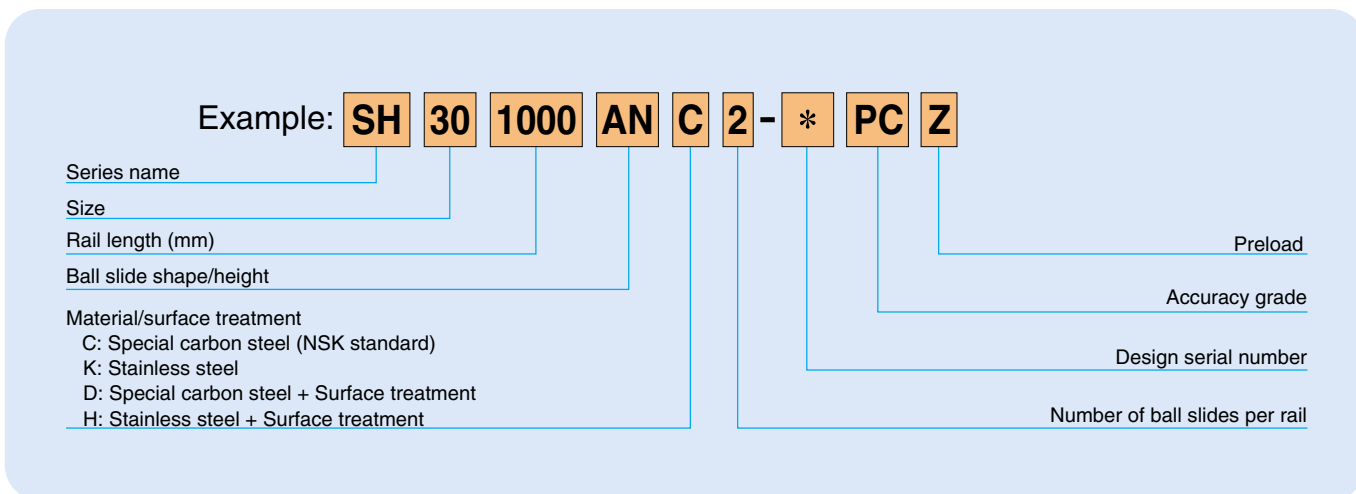 Example: SH 30 1000 AN C 2 - * PC Z
Series name
Size
Rail length (mm)
Ball slide shape/height
Material/surface treatment
C: Special carbon steel (NSK standard)
K: Stainless steel
D: Special carbon steel + Surface treatment
H: Stainless steel + Surface treatment
Preload
Accuracy grade
Design serial number
Number of ball slides per rail